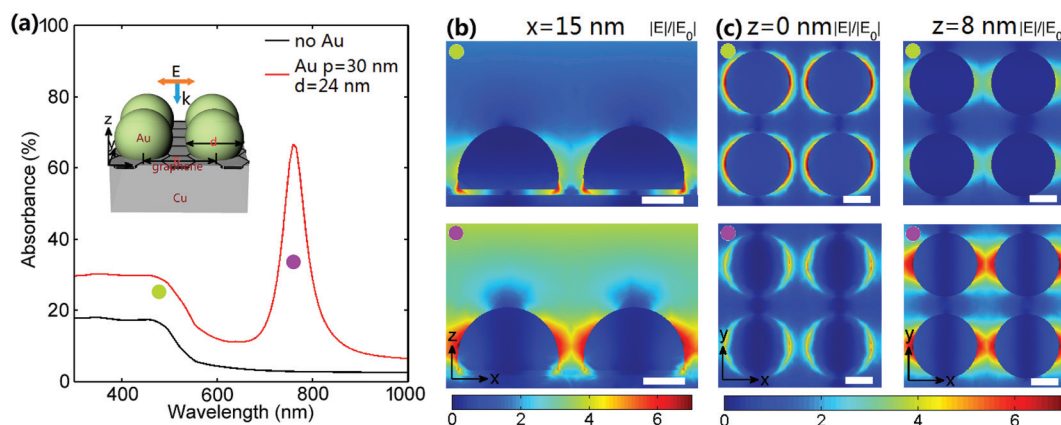 (a)
no Au
Au p=30 nm
d=24 nm
E
k
z
Au
d
graphene
Cu
100
80
60
40
20
0
Absorbance (%)
400 600 800 1000
Wavelength (nm)
(b) x=15 nm |E|/|E0|
z
x
0 2 4 6
(c) z=0 nm |E|/|E0| z=8 nm |E|/|E0|
y
x
y
x
0 2 4 6